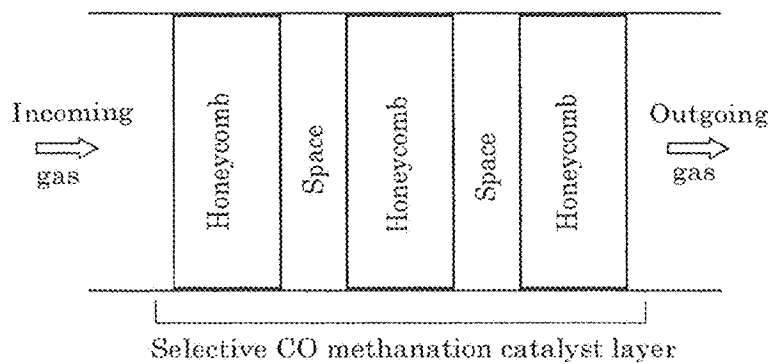 Incoming
gas
Honeycomb
Space
Honeycomb
Space
Honeycomb
Outgoing
gas
Selective CO methanation catalyst layer